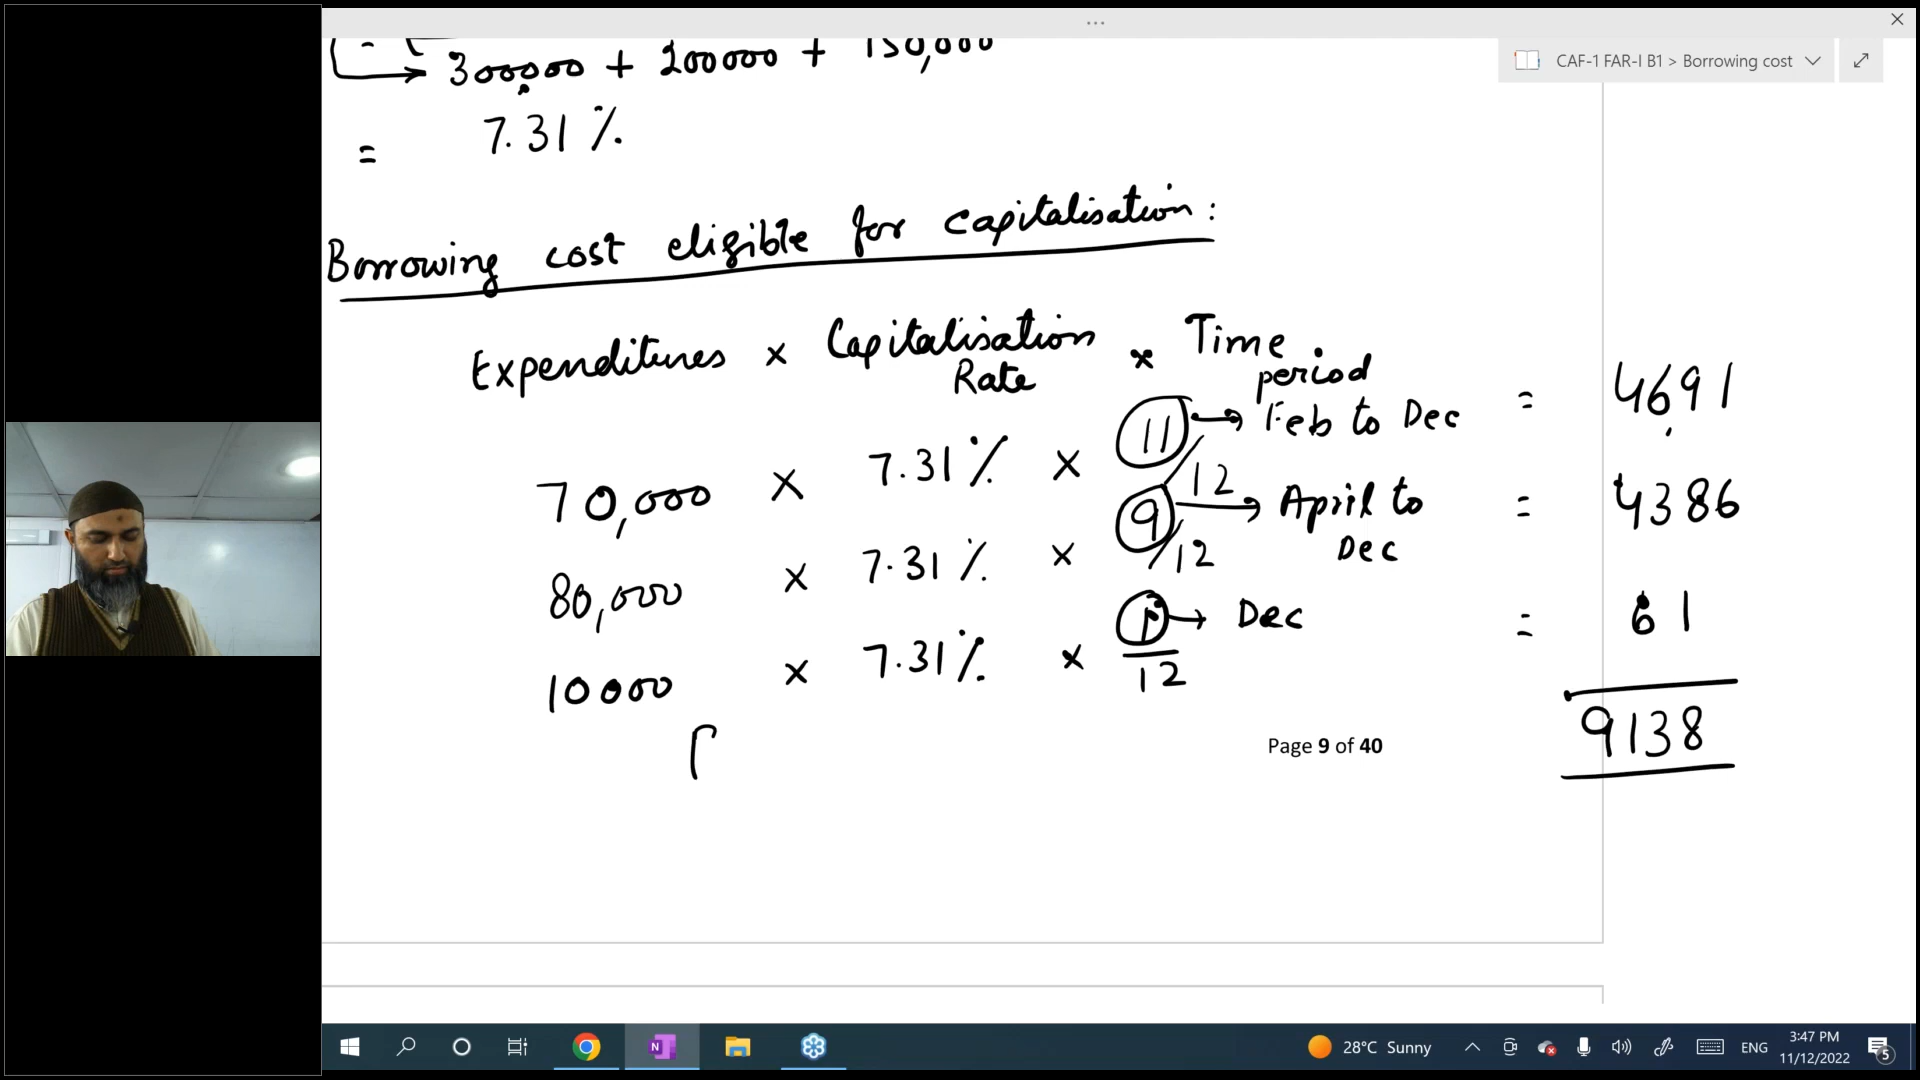 ...
CAF-1 FAR-I B1 > Borrowing cost
300000 + 200000 + 150,000
= 7.31 %
Borrowing cost eligible for capitalisation:
Expenditures × Capitalisation Rate × Time period
70,000 × 7.31 % × 11/12 → Feb to Dec = 4691
80,000 × 7.31 % × 9/12 → April to Dec = 4386
10000 × 7.31 % × 1/12 → Dec = 61
9138
Page 9 of 40
28°C Sunny
ENG
3:47 PM
11/12/2022
5